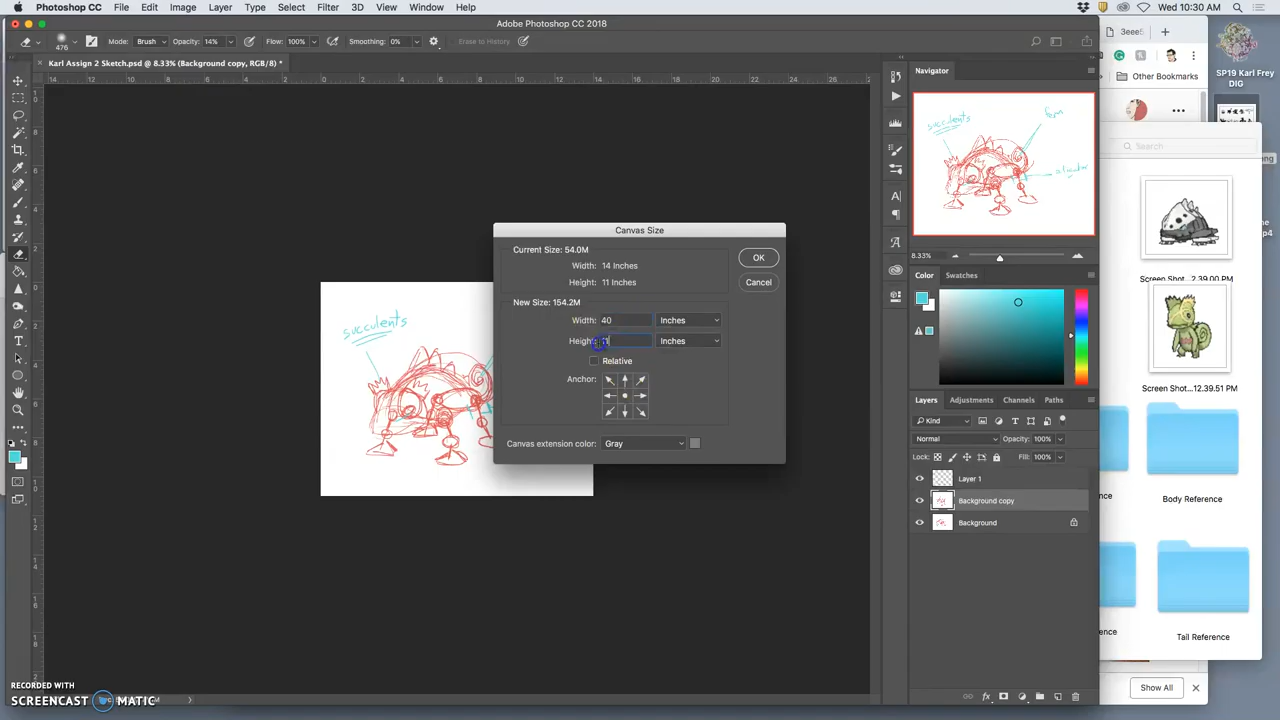 Photoshop CC File Edit Image Layer Type Select Filter 3D View Window Help Wed 10:30 AM
Adobe Photoshop CC 2018
476 Mode: Brush Opacity: 14% Flow: 100% Smoothing: 0% Erase to History
Karl Assign 2 Sketch.psd @ 8.33% (Background copy, RGB/8) *
Navigator
succulents
fern
8.33%
Color Swatches
Canvas Size
Current Size: 54.0M
Width: 14 Inches
Height: 11 Inches
New Size: 154.2M
Width: 40 Inches
Height: Inches
Relative
Anchor:
Canvas extension color: Gray
OK
Cancel
succulents
Layers Adjustments Channels Paths
Kind
Normal Opacity: 100%
Lock: Fill: 100%
Layer 1
Background copy
Background
3eee5
Other Bookmarks
Search
SP19 Karl Frey
DIG
Screen Shot...2.39.00 PM
Screen Shot...12.39.51 PM
Body Reference
Tail Reference
Show All
RECORDED WITH
SCREENCAST MATIC